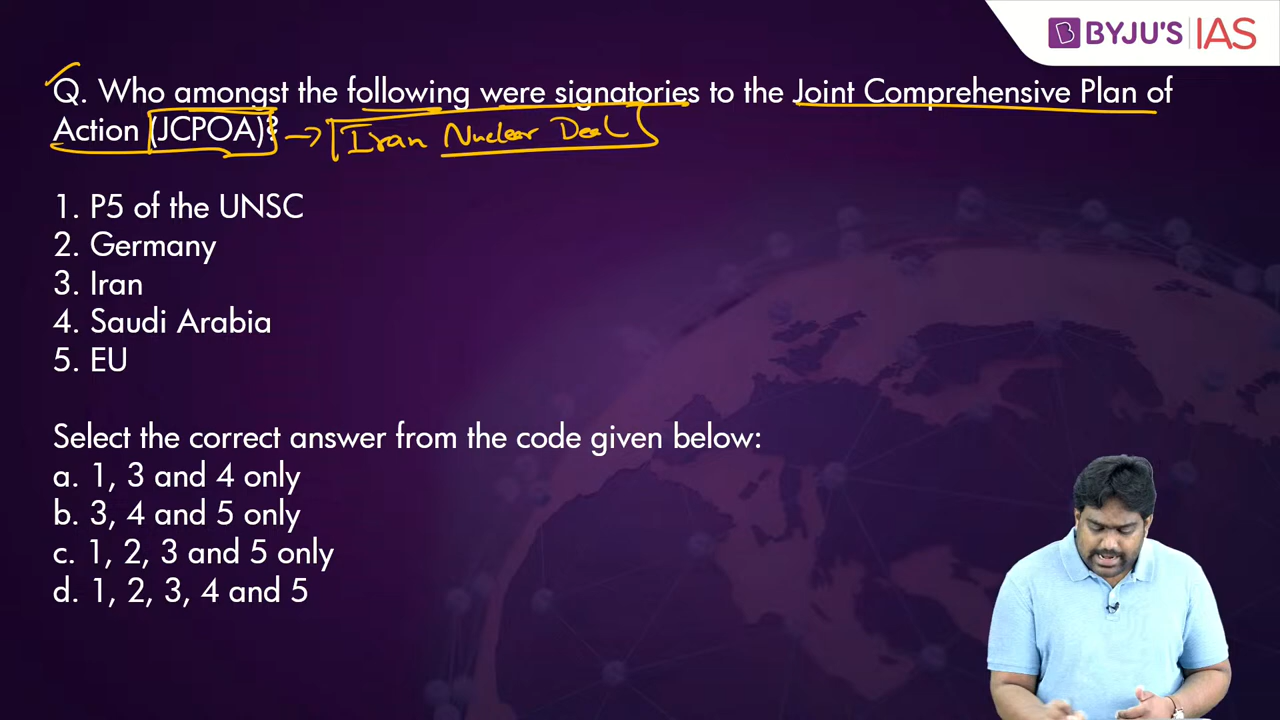 BYJU'S IAS
Q. Who amongst the following were signatories to the Joint Comprehensive Plan of
Action (JCPOA)? → Iran Nuclear Deal
1. P5 of the UNSC
2. Germany
3. Iran
4. Saudi Arabia
5. EU
Select the correct answer from the code given below:
a. 1, 3 and 4 only
b. 3, 4 and 5 only
c. 1, 2, 3 and 5 only
d. 1, 2, 3, 4 and 5